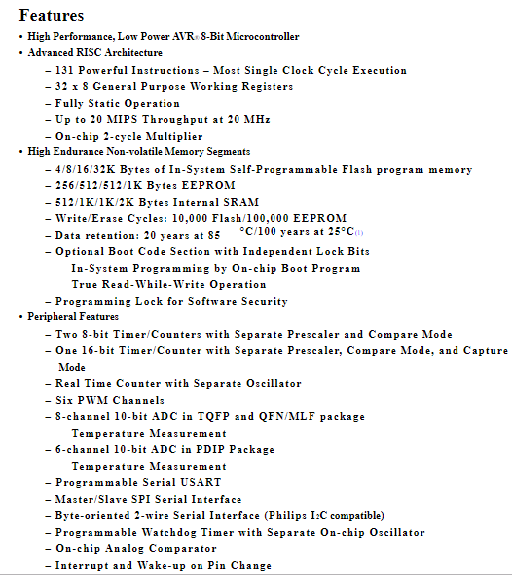 Features
• High Performance, Low Power AVR®8-Bit Microcontroller
• Advanced RISC Architecture
– 131 Powerful Instructions – Most Single Clock Cycle Execution
– 32 x 8 General Purpose Working Registers
– Fully Static Operation
– Up to 20 MIPS Throughput at 20 MHz
– On-chip 2-cycle Multiplier
• High Endurance Non-volatile Memory Segments
– 4/8/16/32K Bytes of In-System Self-Programmable Flash program memory
– 256/512/512/1K Bytes EEPROM
– 512/1K/1K/2K Bytes Internal SRAM
– Write/Erase Cycles: 10,000 Flash/100,000 EEPROM
– Data retention: 20 years at 85 °C/100 years at 25°C(1)
– Optional Boot Code Section with Independent Lock Bits
In-System Programming by On-chip Boot Program
True Read-While-Write Operation
– Programming Lock for Software Security
• Peripheral Features
– Two 8-bit Timer/Counters with Separate Prescaler and Compare Mode
– One 16-bit Timer/Counter with Separate Prescaler, Compare Mode, and Capture
Mode
– Real Time Counter with Separate Oscillator
– Six PWM Channels
– 8-channel 10-bit ADC in TQFP and QFN/MLF package
Temperature Measurement
– 6-channel 10-bit ADC in PDIP Package
Temperature Measurement
– Programmable Serial USART
– Master/Slave SPI Serial Interface
– Byte-oriented 2-wire Serial Interface (Philips I2C compatible)
– Programmable Watchdog Timer with Separate On-chip Oscillator
– On-chip Analog Comparator
– Interrupt and Wake-up on Pin Change